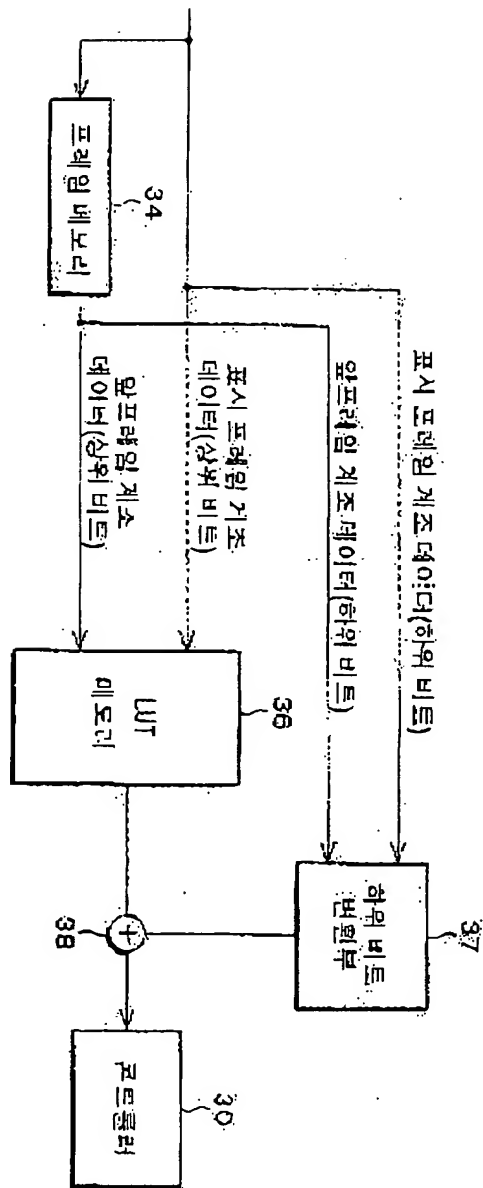 프레임 메모리
34
표시 프레임 계조 데이터(하위 비트)
앞프레임 계조 데이터(하위 비트)
표시 프레임 계조
데이터(상위 비트)
앞프레임 계조
데이터(상위 비트)
LUT
메모리
36
하위 비트
변환부
37
+
38
콘트롤러
30